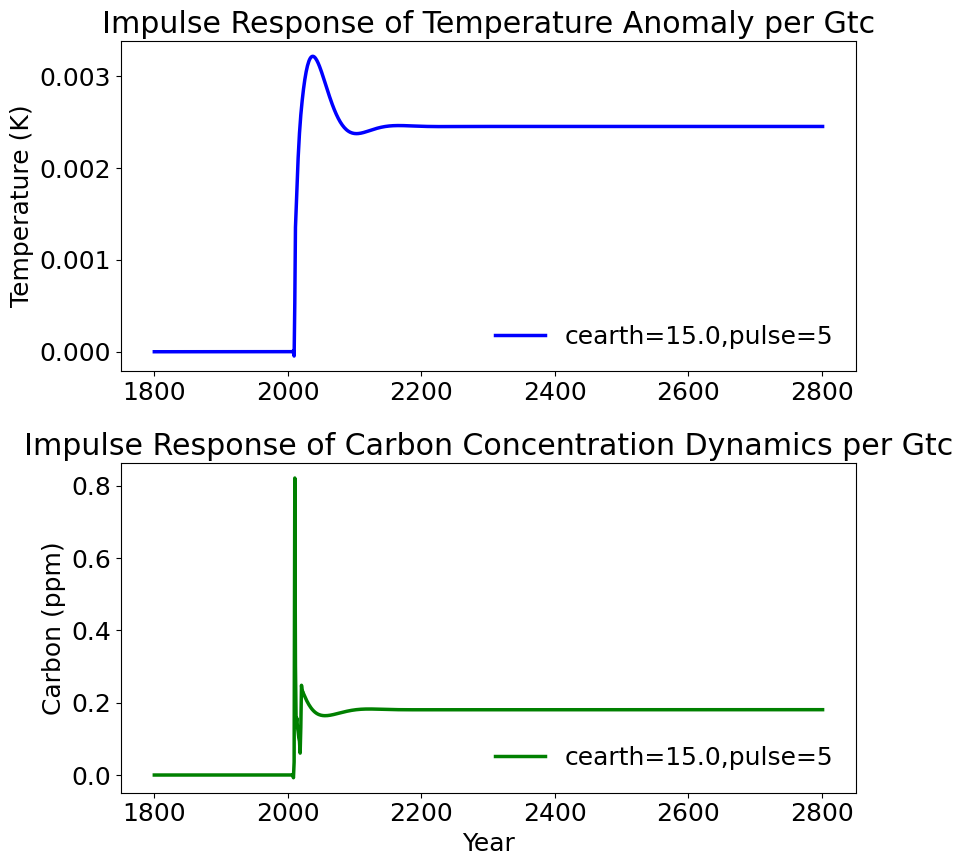 Impulse Response of Temperature Anomaly per Gtc
Temperature (K)
0.003
0.002
0.001
0.000
cearth=15.0,pulse=5
1800 2000 2200 2400 2600 2800
Impulse Response of Carbon Concentration Dynamics per Gtc
Carbon (ppm)
0.8
0.6
0.4
0.2
0.0
cearth=15.0,pulse=5
1800 2000 2200 2400 2600 2800
Year